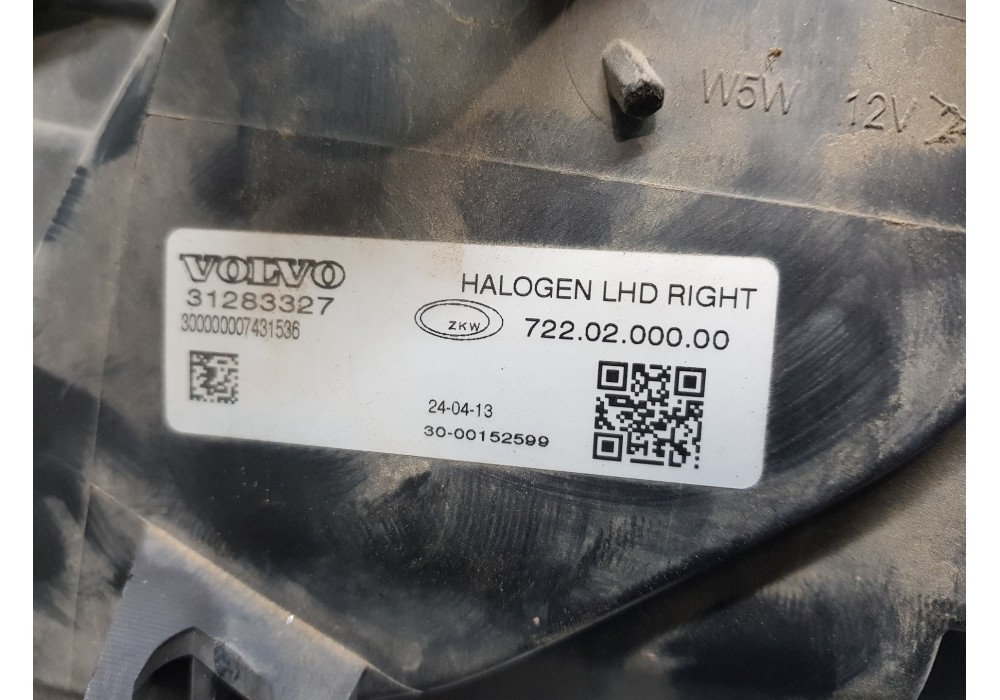 W5W 12V
VOLVO
31283327
300000007431536
HALOGEN LHD RIGHT
ZKW
722.02.000.00
24-04-13
30-00152599